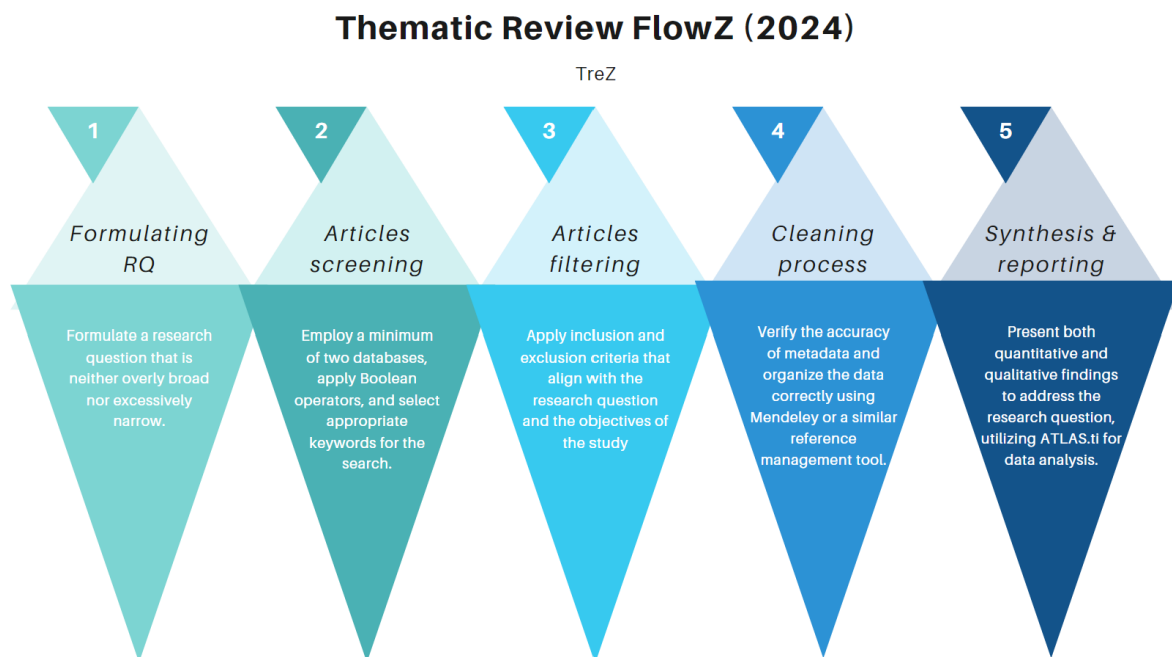 Thematic Review FlowZ (2024)
TreZ
1
Formulating
RQ
Formulate a research
question that is
neither overly broad
nor excessively
narrow.
2
Articles
screening
Employ a minimum
of two databases,
apply Boolean
operators, and select
appropriate
keywords for the
search.
3
Articles
filtering
Apply inclusion and
exclusion criteria that
align with the
research question
and the objectives of
the study
4
Cleaning
process
Verify the accuracy
of metadata and
organize the data
correctly using
Mendeley or a similar
reference
management tool.
5
Synthesis &
reporting
Present both
quantitative and
qualitative findings
to address the
research question,
utilizing ATLAS.ti for
data analysis.